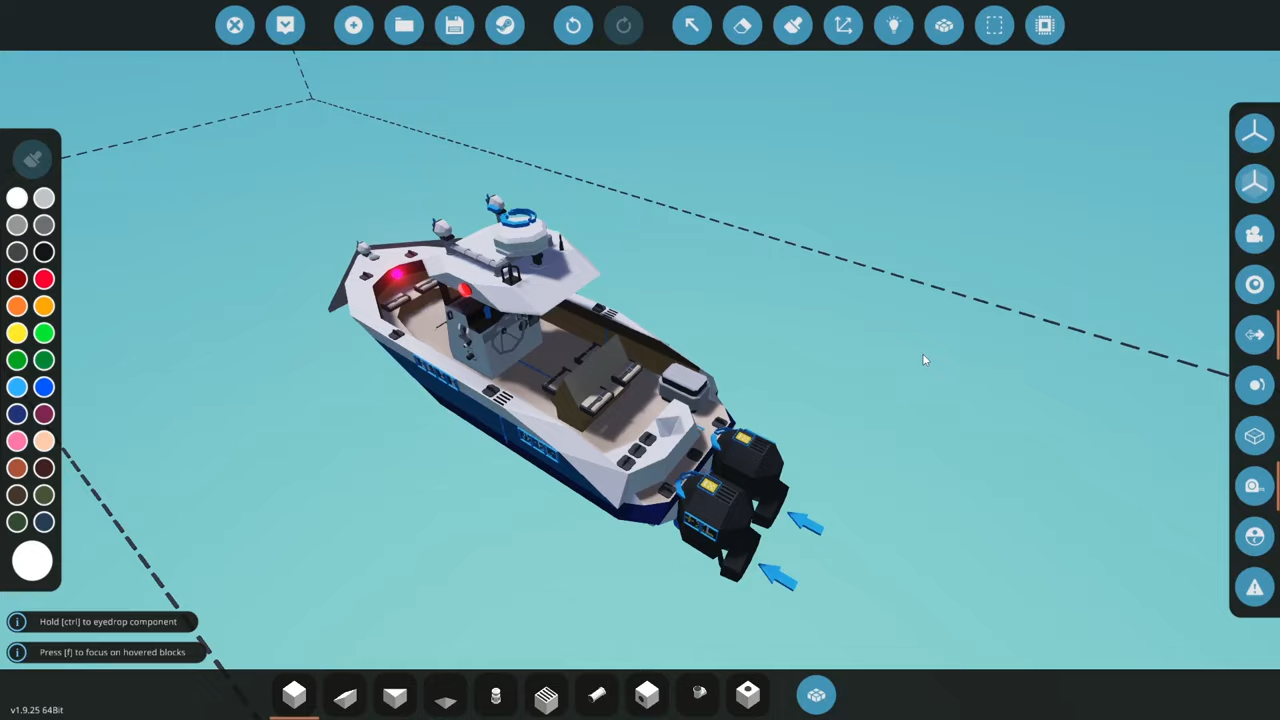 Hold [ctrl] to eyedrop component
Press [f] to focus on hovered blocks
v1.9.25 64Bit